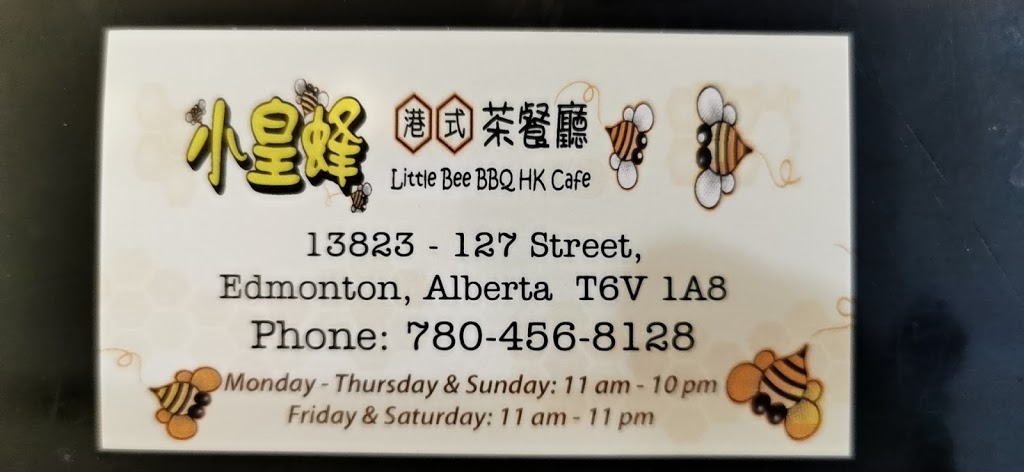 小皇蜂 港式茶餐廳
Little Bee BBQ HK Cafe
13823 - 127 Street,
Edmonton, Alberta T6V 1A8
Phone: 780-456-8128
Monday - Thursday & Sunday: 11 am - 10 pm
Friday & Saturday: 11 am - 11 pm